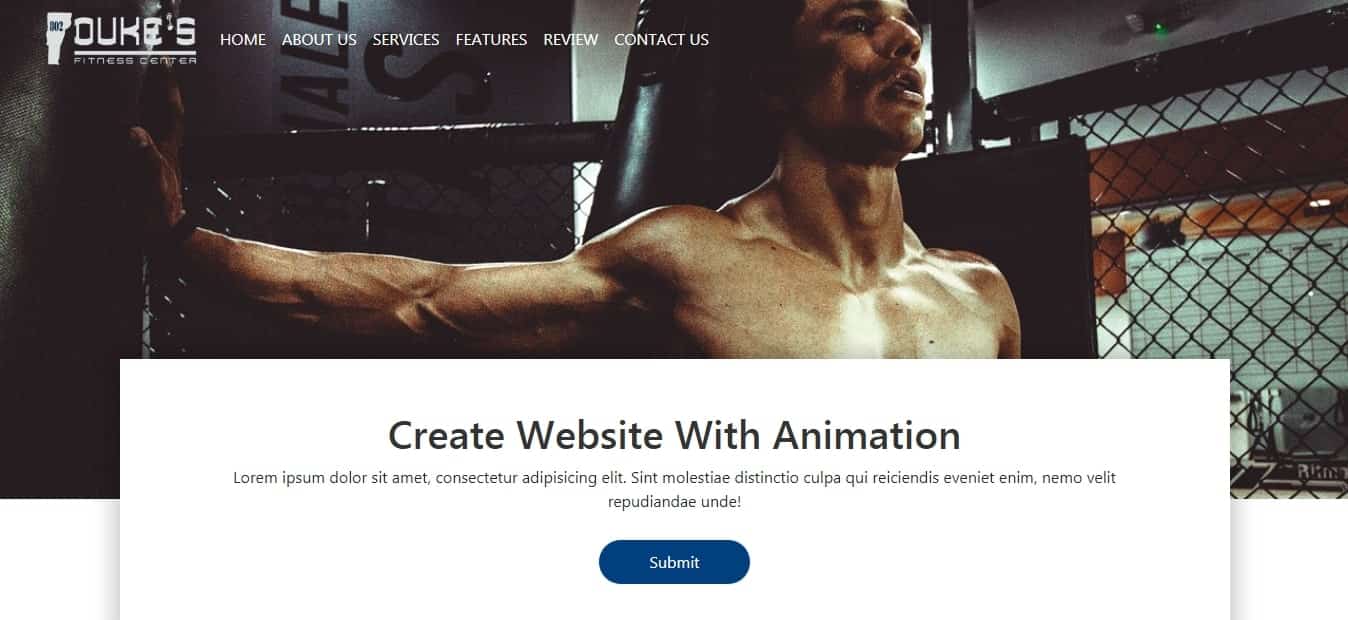 802
DUKE'S
FITNESS CENTER
HOME ABOUT US SERVICES FEATURES REVIEW CONTACT US
Create Website With Animation
Lorem ipsum dolor sit amet, consectetur adipisicing elit. Sint molestiae distinctio culpa qui reiciendis eveniet enim, nemo velit
repudiandae unde!
Submit